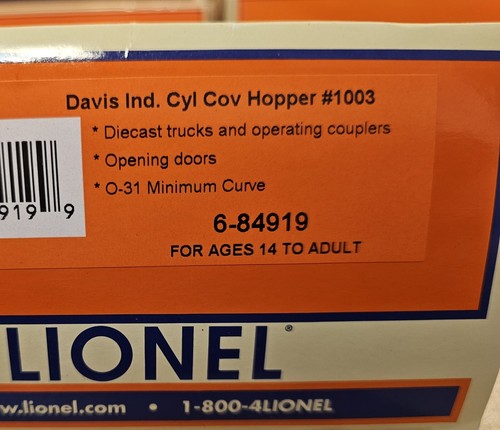 Davis Ind. Cyl Cov Hopper #1003
* Diecast trucks and operating couplers
* Opening doors
* O-31 Minimum Curve
919 9
6-84919
FOR AGES 14 TO ADULT
LIONEL®
w.lionel.com • 1-800-4LIONEL